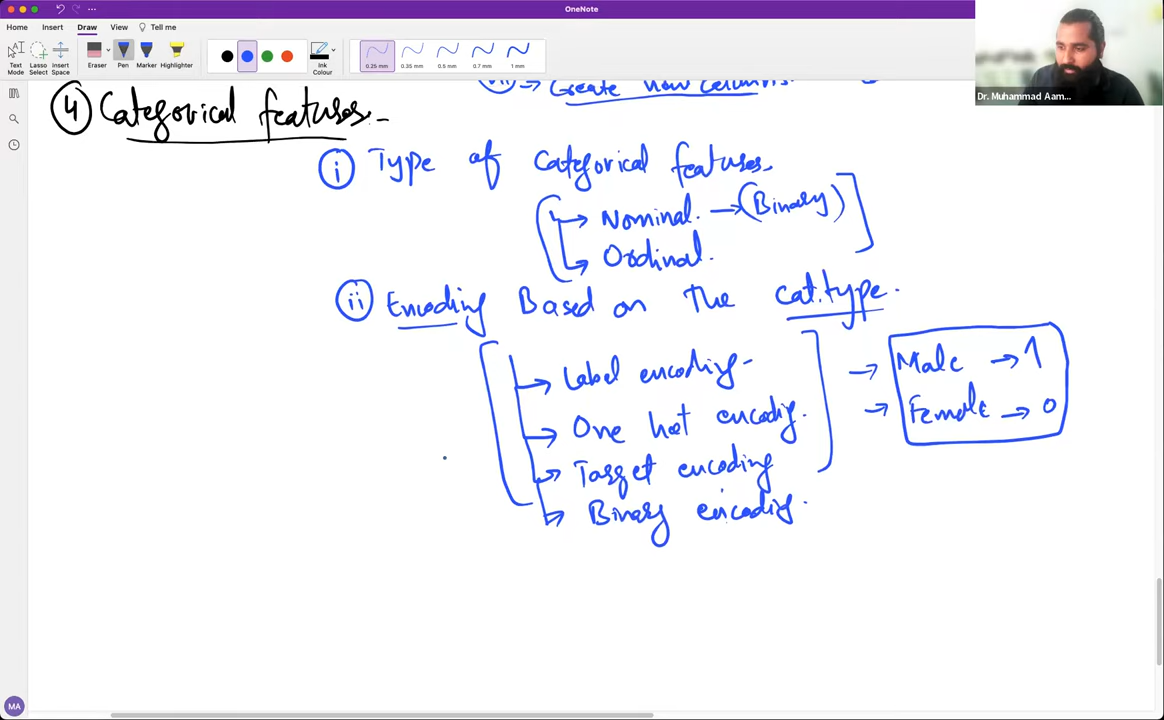 OneNote
Home Insert Draw View Tell me
Text Mode Lasso Select Insert Space Eraser Pen Marker Highlighter Ink Colour 0.25 mm 0.35 mm 0.5 mm 0.7 mm 1 mm
Dr. Muhammad Aam...
vii → Create new columns.
4 Categorical features.-
i Type of Categorical features.
→ Nominal. → (Binary)
→ Ordinal.
ii Encoding Based on The cat.type.
→ Label encoding-
→ One hot encodig.
→ Target encoding
→ Binary encodig.
→ Male → 1
→ Female → 0
MA